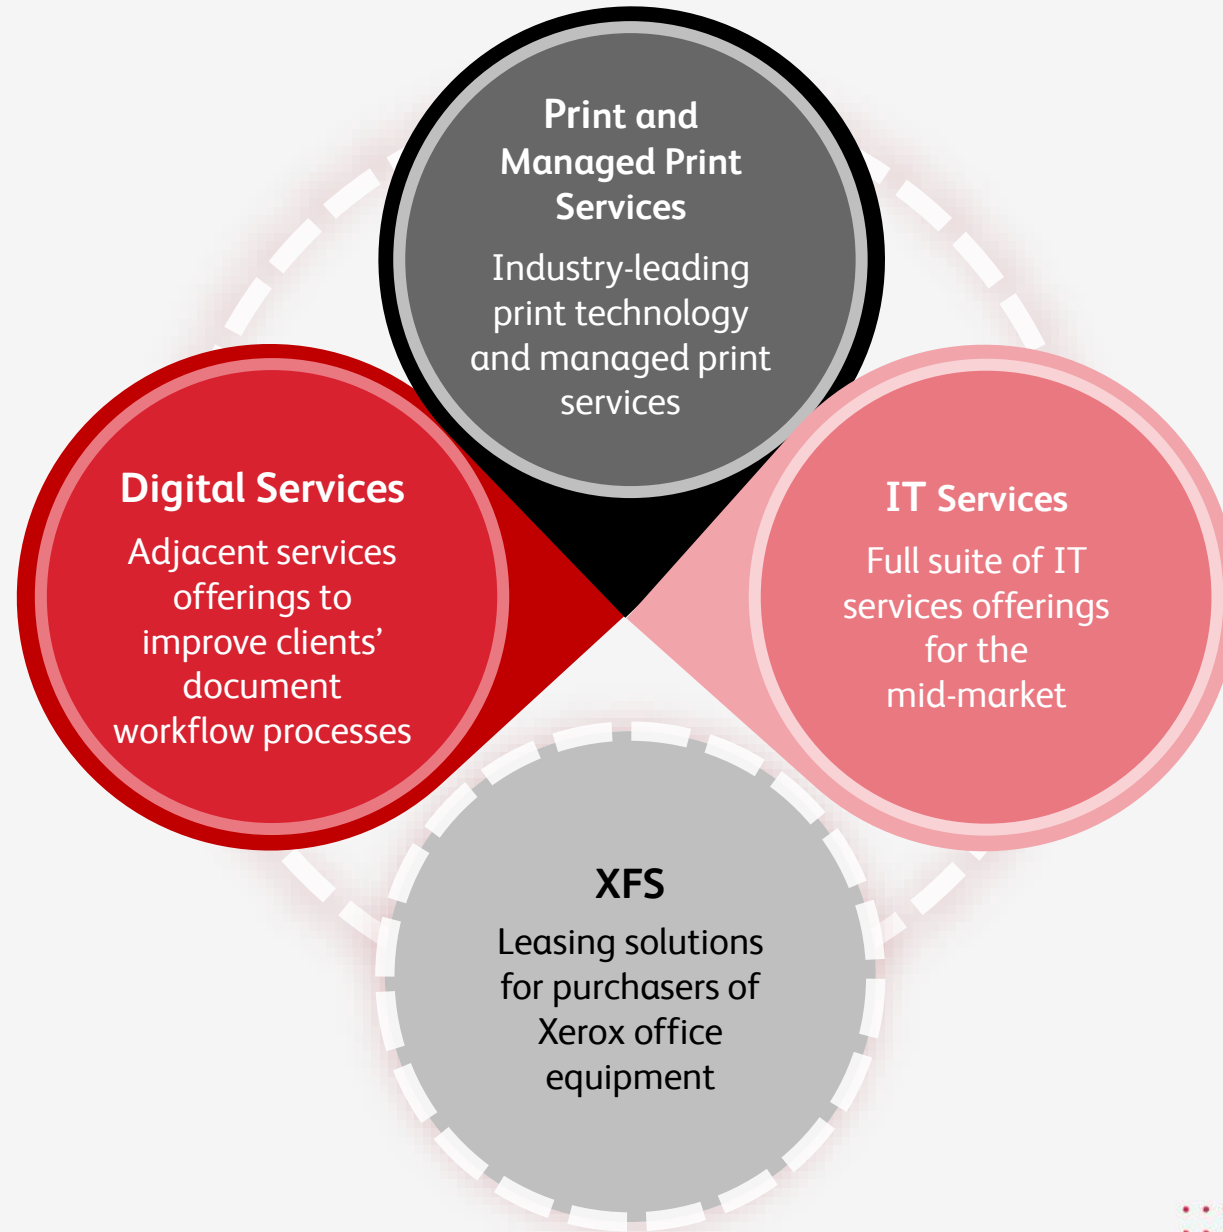 Print and
Managed Print
Services
Industry-leading
print technology
and managed print
services
Digital Services
Adjacent services
offerings to
improve clients’
document
workflow processes
IT Services
Full suite of IT
services offerings
for the
mid-market
XFS
Leasing solutions
for purchasers of
Xerox office
equipment